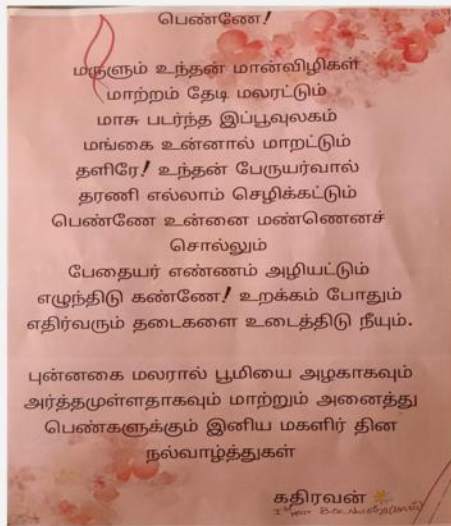 பெண்ணே!
மருளும் உந்தன் மான்விழிகள்
மாற்றம் தேடி மலரட்டும்
மாசு படர்ந்த இப்பூவுலகம்
மங்கை உன்னால் மாறட்டும்
தளிரே! உந்தன் பேருயர்வால்
தரணி எல்லாம் செழிக்கட்டும்
பெண்ணே உன்னை மண்ணெனச்
சொல்லும்
பேதையர் எண்ணம் அழியட்டும்
எழுந்திடு கண்ணே! உறக்கம் போதும்
எதிர்வரும் தடைகளை உடைத்திடு நீயும்.
புன்னகை மலரால் பூமியை அழகாகவும்
அர்த்தமுள்ளதாகவும் மாற்றும் அனைத்து
பெண்களுக்கும் இனிய மகளிர் தின
நல்வாழ்த்துகள்
கதிரவன்